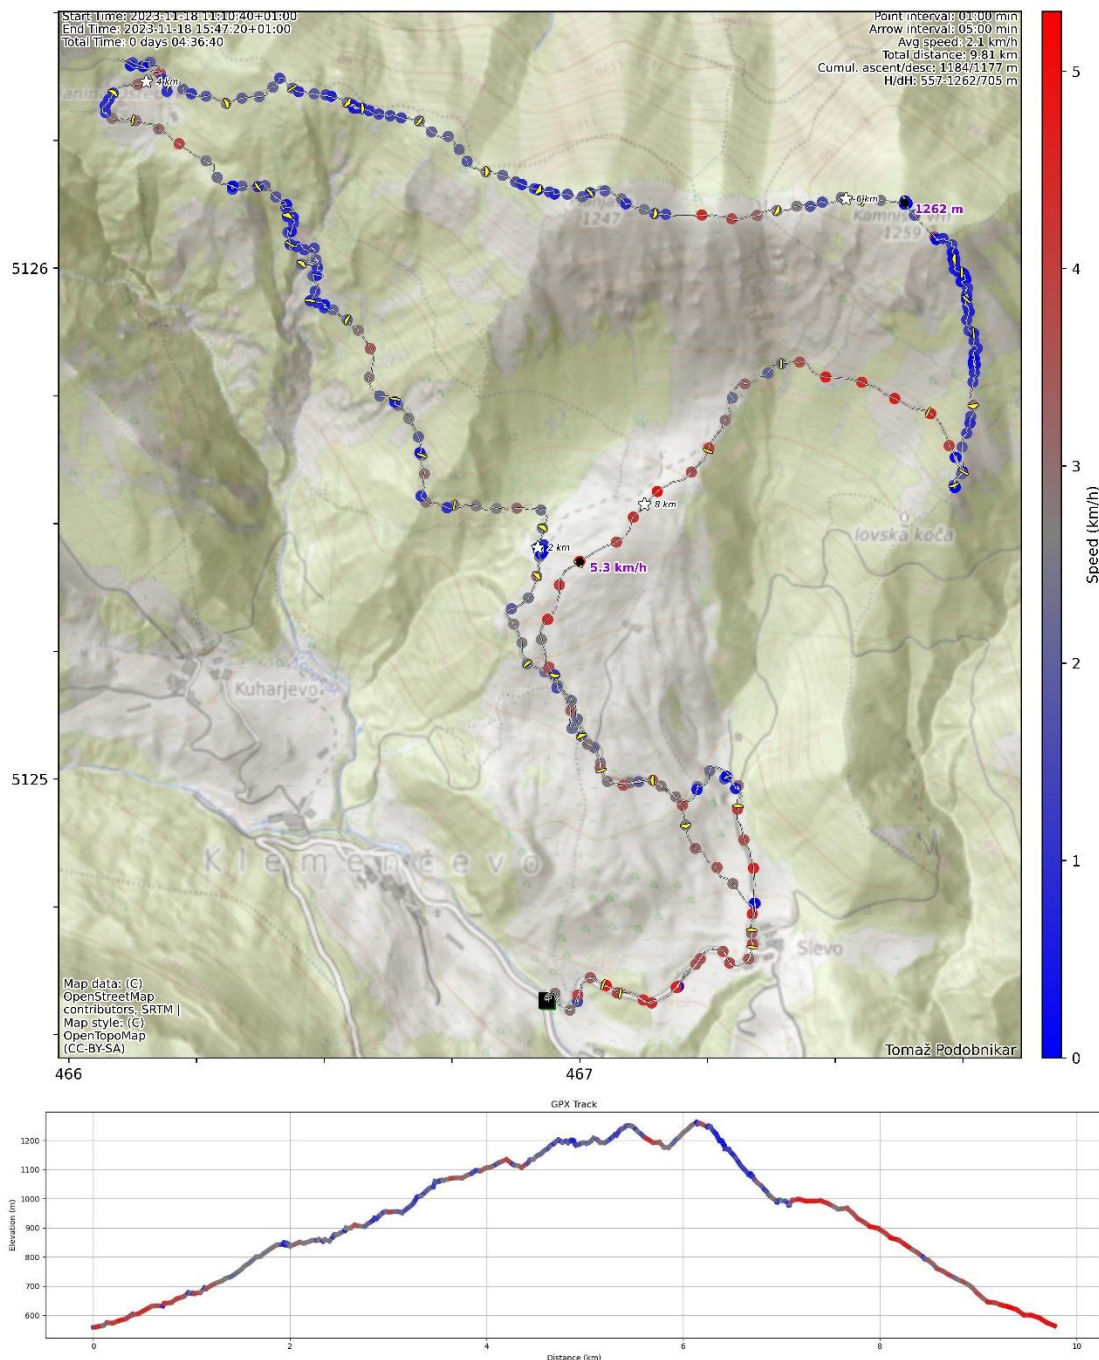 Start Time: 2023-11-18 11:10:40+01:00
End Time: 2023-11-18 15:47:20+01:00
Total Time: 0 days 04:36:40
Point interval: 01:00 min
Arrow interval: 05:00 min
Avg speed: 2.1 km/h
Total distance: 9.81 km
Cumul. ascent/desc: 1184/1177 m
H/dH: 557-1262/705 m
4 km
6 km
1262 m
1247
1259
5126
lovska koča
8 km
2 km
5.3 km/h
Kuharjevo
5125
Klemenčevo
Slevo
Map data: (C)
OpenStreetMap
contributors, SRTM |
Map style: (C)
OpenTopoMap
(CC-BY-SA)
Tomaž Podobnikar
466
467
5
4
3
2
1
0
Speed (km/h)
GPX Track
Elevation (m)
1200
1100
1000
900
800
700
600
0
2
4
6
8
10
Distance (km)